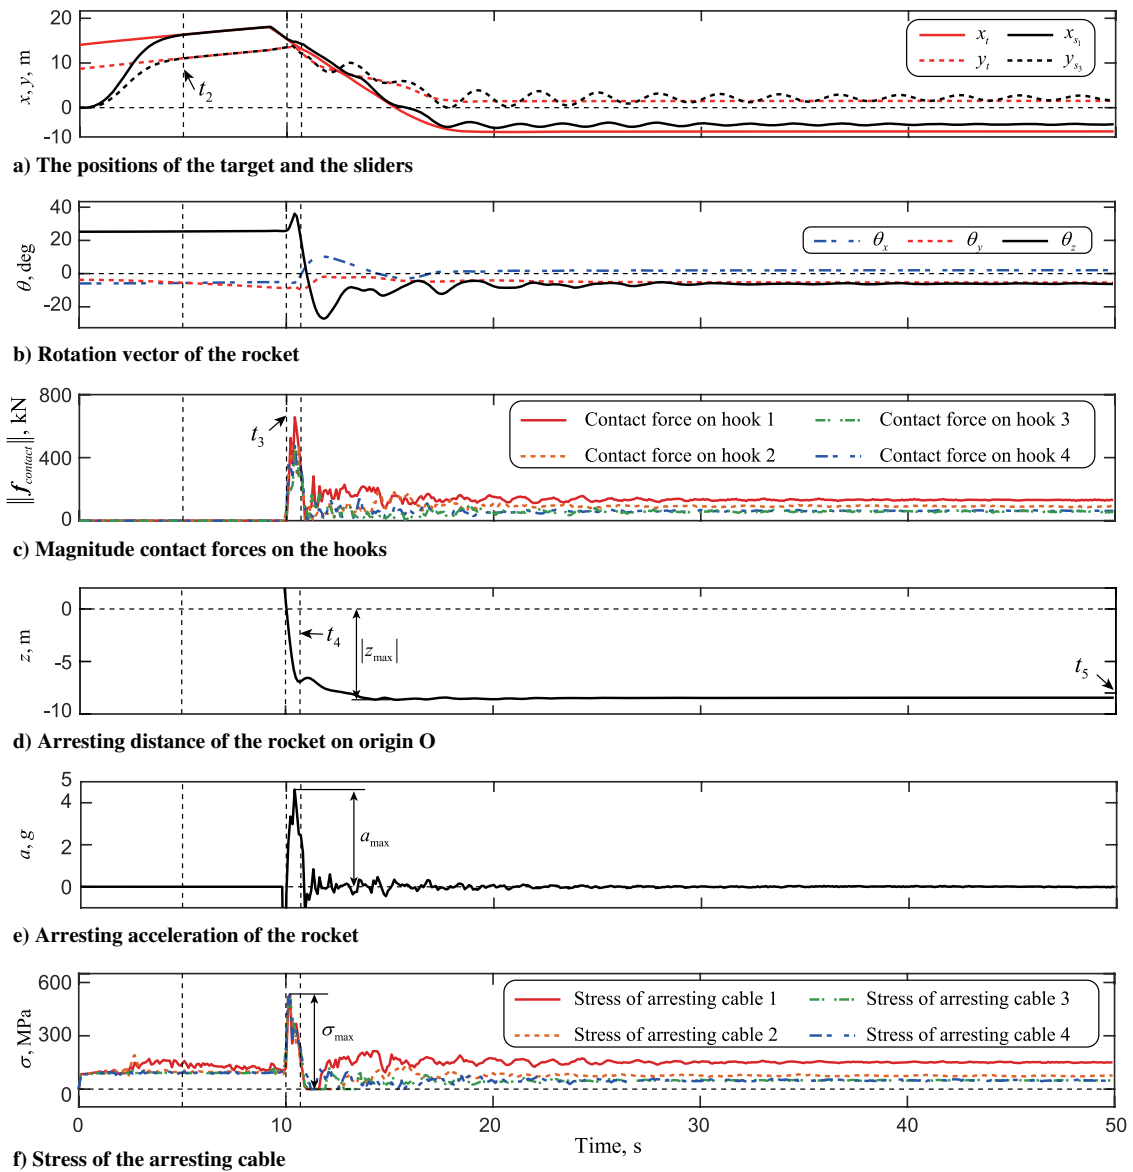 20
10
0
-10
x, y, m
t2
xt
xs1
yt
ys3
a) The positions of the target and the sliders
40
20
0
-20
θ, deg
θx
θy
θz
b) Rotation vector of the rocket
800
400
0
‖fcontact‖, kN
t3
Contact force on hook 1
Contact force on hook 3
Contact force on hook 2
Contact force on hook 4
c) Magnitude contact forces on the hooks
0
-5
-10
z, m
t4
|zmax|
t5
d) Arresting distance of the rocket on origin O
5
4
2
0
a, g
amax
e) Arresting acceleration of the rocket
600
300
0
σ, MPa
σmax
Stress of arresting cable 1
Stress of arresting cable 3
Stress of arresting cable 2
Stress of arresting cable 4
0
10
20
30
40
50
Time, s
f) Stress of the arresting cable